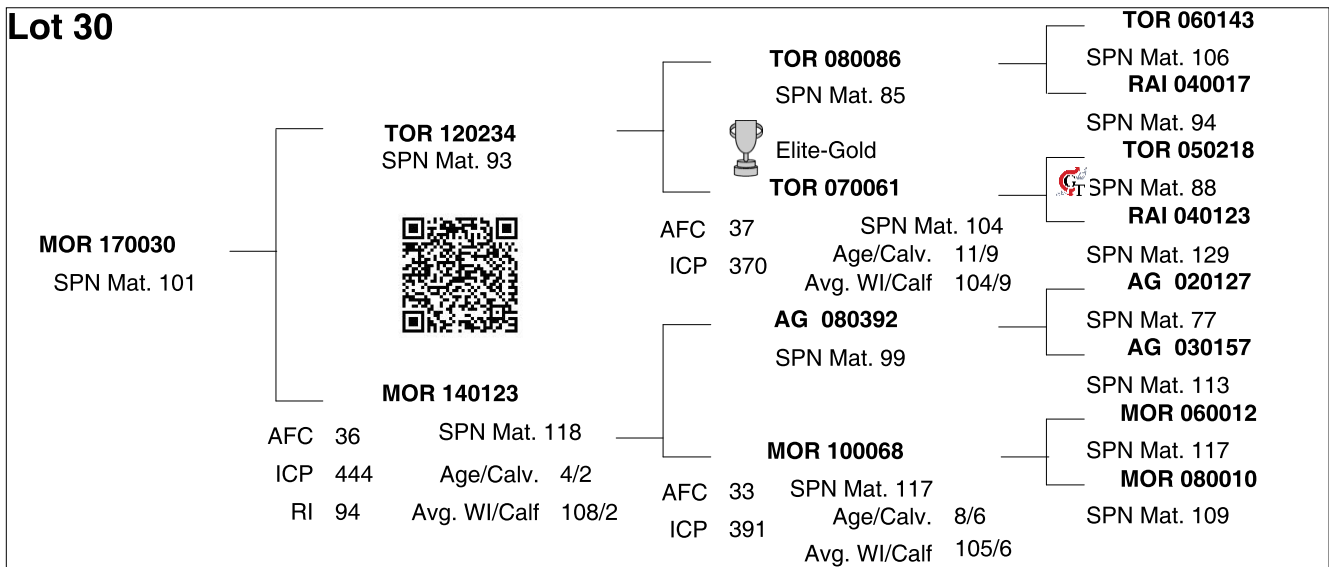 Lot 30
MOR 170030
SPN Mat. 101
TOR 120234
SPN Mat. 93
MOR 140123
AFC 36 SPN Mat. 118
ICP 444 Age/Calv. 4/2
RI 94 Avg. WI/Calf 108/2
TOR 080086
SPN Mat. 85
Elite-Gold
TOR 070061
AFC 37 SPN Mat. 104
Age/Calv. 11/9
ICP 370
Avg. WI/Calf 104/9
AG 080392
SPN Mat. 99
MOR 100068
AFC 33 SPN Mat. 117
Age/Calv. 8/6
ICP 391
Avg. WI/Calf 105/6
TOR 060143
SPN Mat. 106
RAI 040017
SPN Mat. 94
TOR 050218
GT SPN Mat. 88
RAI 040123
SPN Mat. 129
AG 020127
SPN Mat. 77
AG 030157
SPN Mat. 113
MOR 060012
SPN Mat. 117
MOR 080010
SPN Mat. 109